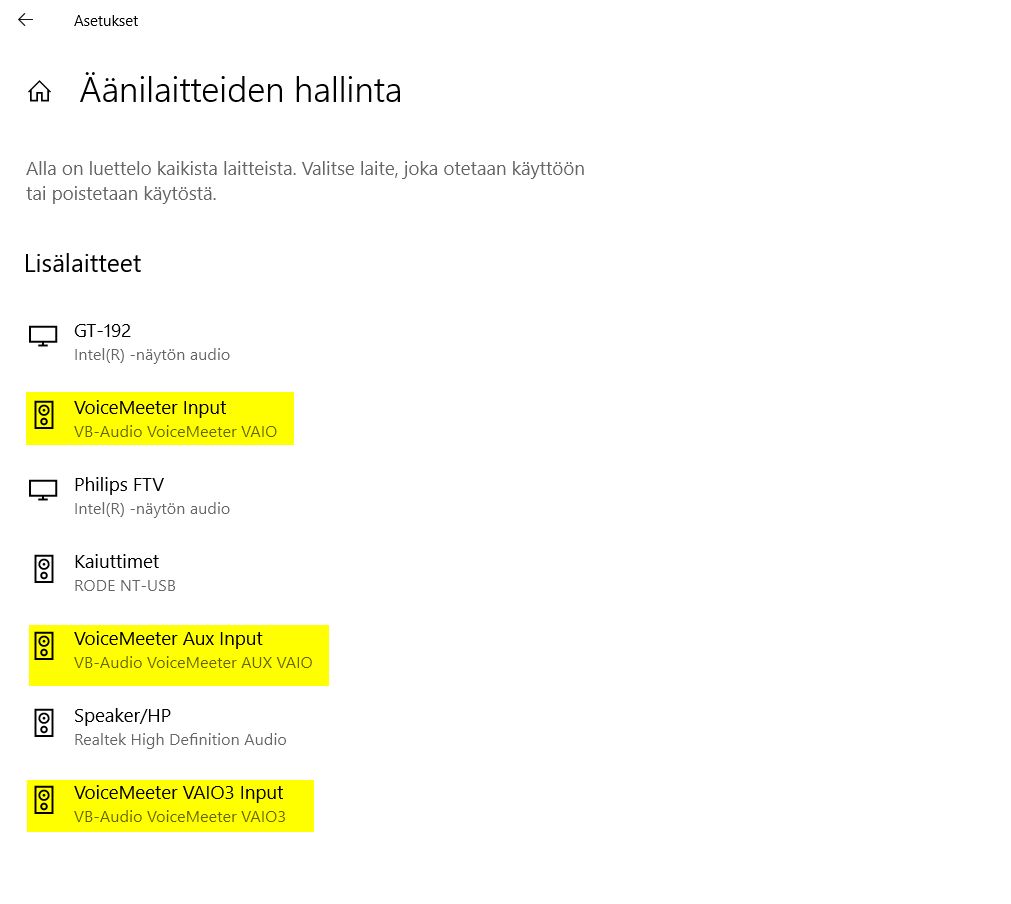 Asetukset
Äänilaitteiden hallinta
Alla on luettelo kaikista laitteista. Valitse laite, joka otetaan käyttöön
tai poistetaan käytöstä.
Lisälaitteet
GT-192
Intel(R) -näytön audio
VoiceMeeter Input
VB-Audio VoiceMeeter VAIO
Philips FTV
Intel(R) -näytön audio
Kaiuttimet
RODE NT-USB
VoiceMeeter Aux Input
VB-Audio VoiceMeeter AUX VAIO
Speaker/HP
Realtek High Definition Audio
VoiceMeeter VAIO3 Input
VB-Audio VoiceMeeter VAIO3